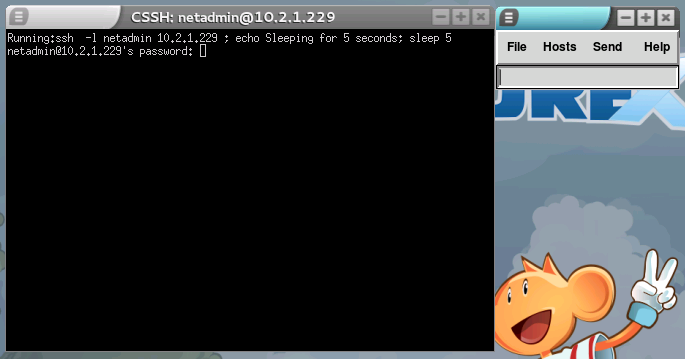 CSSH: netadmin@10.2.1.229
Running:ssh  -l netadmin 10.2.1.229 ; echo Sleeping for 5 seconds; sleep 5
netadmin@10.2.1.229's password:
File Hosts Send Help